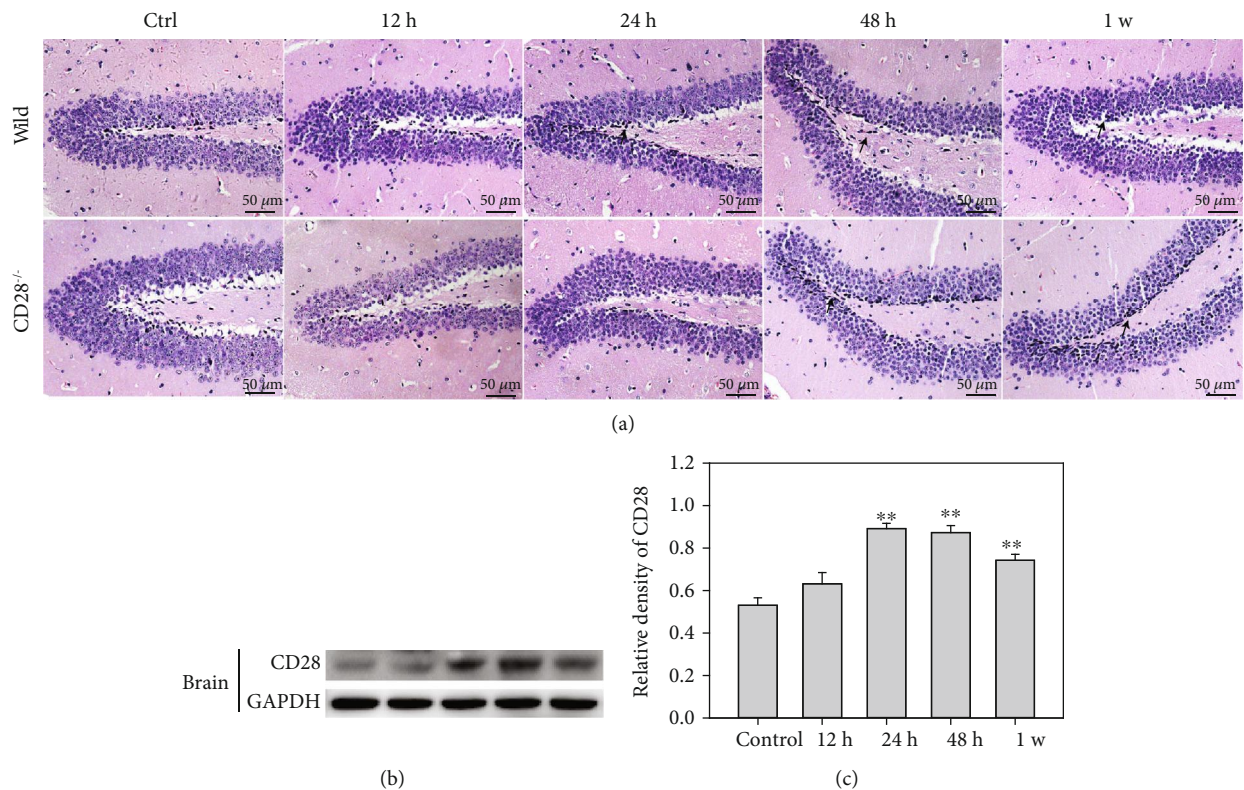 Ctrl 12 h 24 h 48 h 1 w
Wild
50 µm 50 µm 50 µm 50 µm 50 µm
CD28-/-
50 µm 50 µm 50 µm 50 µm 50 µm
(a)
Brain
CD28
GAPDH
(b)
Relative density of CD28
1.2
1.0
0.8
0.6
0.4
0.2
0.0
** ** **
Control 12 h 24 h 48 h 1 w
(c)